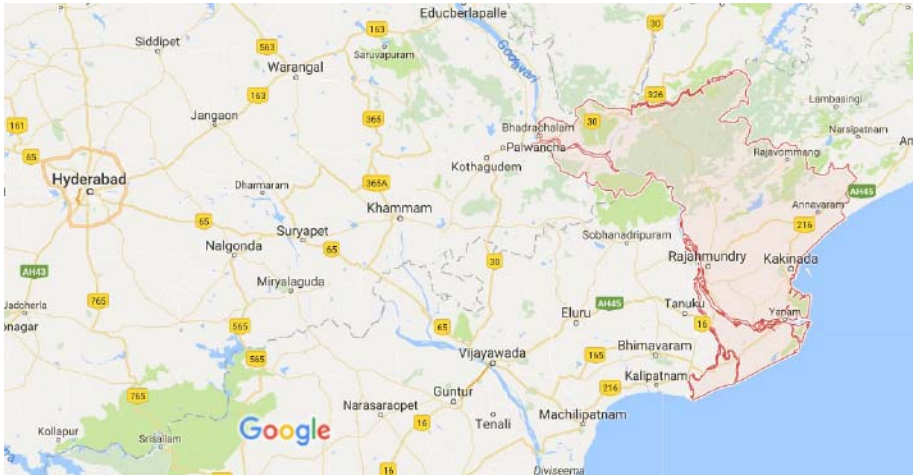 Educberlapalle
163
30
Siddipet
563
Saruvapuram
Godavari
Warangal
326
Lambasingi
163
Jangaon
365
30
Bhadrachalam
Narsipatnam
161
Palwancha
An
65
Kothagudem
Rajavommangi
Hyderabad
365A
Dharmaram
AH45
Khammam
Annavaram
65
216
Suryapet
Nalgonda
65
Sobhanadripuram
30
Rajahmundry
Kakinada
AH43
Miryalaguda
765
AH45
Jadcherla
Tanuku
Yanam
Eluru
onagar
565
65
16
565
Vijayawada
165
Bhimavaram
765
Guntur
216
Kalipatnam
Narasaraopet
Machilipatnam
Kollapur
Google
16
Tenali
Srisailam
16
Diviseema